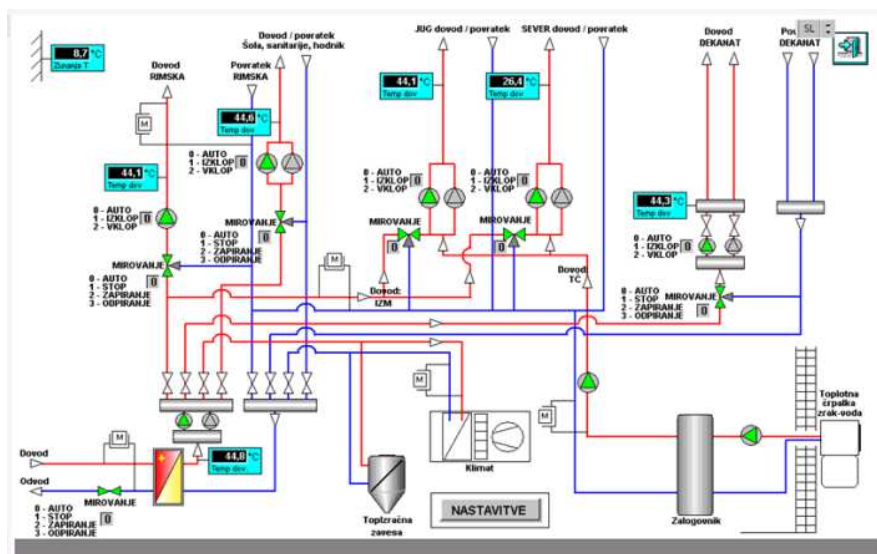 8,7 °C
Zunanja T
SL
Dovod
RIMSKA
Povratek
RIMSKA
Dovod / povratek
Šola, sanitarije, hodnik
JUG dovod / povratek
SEVER dovod / povratek
Dovod
DEKANAT
DEKANAT
44,6 °C
Temp dov
44,1 °C
Temp dov
26,4 °C
Temp dov
M
44,1 °C
Temp dov
0 - AUTO
1 - IZKLOP
2 - VKLOP
0
0 - AUTO
1 - IZKLOP
2 - VKLOP
0
0 - AUTO
1 - IZKLOP
2 - VKLOP
0
0 - AUTO
1 - IZKLOP
2 - VKLOP
0
44,3 °C
Temp dov
0 - AUTO
1 - IZKLOP
2 - VKLOP
0
MIROVANJE
0 - AUTO
1 - STOP
2 - ZAPIRANJE
3 - ODPIRANJE
0
MIROVANJE
0 - AUTO
1 - STOP
2 - ZAPIRANJE
3 - ODPIRANJE
0
MIROVANJE
0
MIROVANJE
0
MIROVANJE
0 - AUTO
1 - STOP
2 - ZAPIRANJE
3 - ODPIRANJE
0
M
Dovod:
IZM
Dovod:
TČ
M
M
M
Klimat
Toplotna
črpalka
zrak-voda
Dovod
Odvod
44,8 °C
Temp dov.
MIROVANJE
0 - AUTO
1 - STOP
2 - ZAPIRANJE
3 - ODPIRANJE
0
Toplzračna
zavesa
NASTAVITVE
Zalogovnik